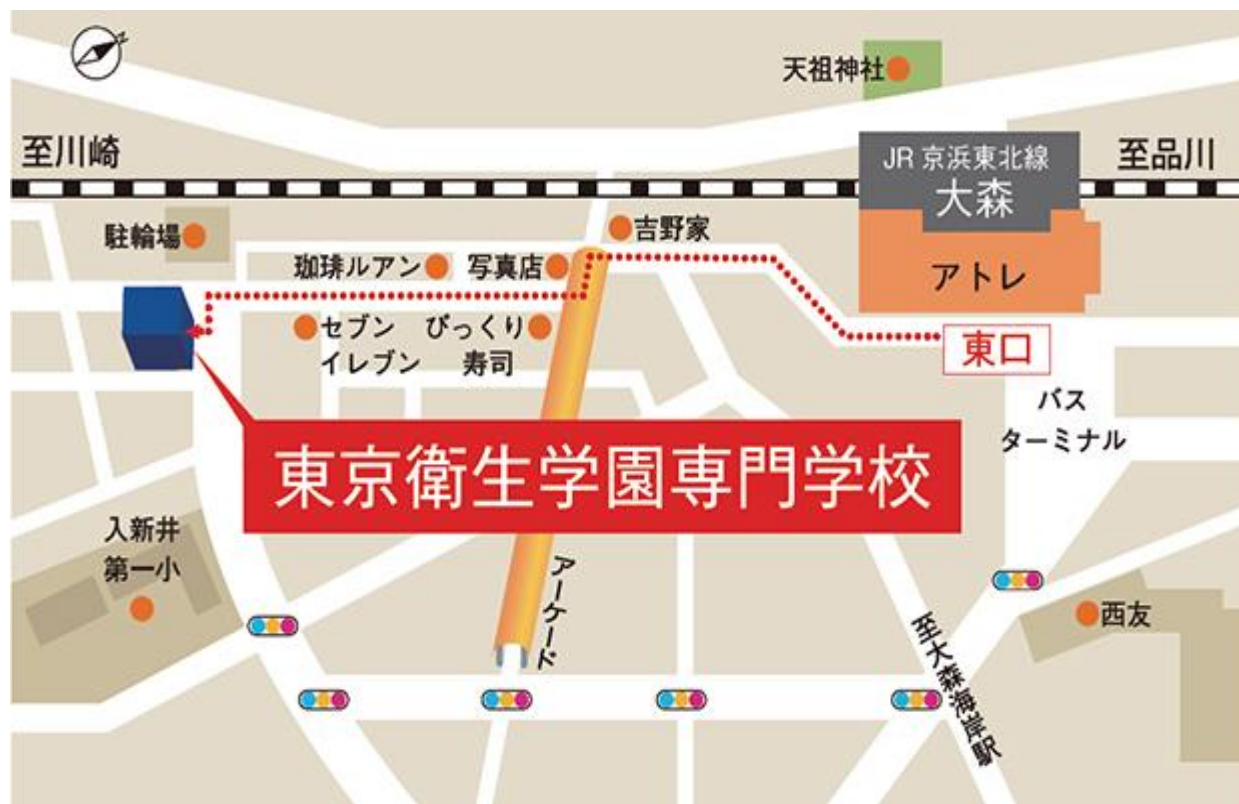 N
天祖神社
至川崎
JR 京浜東北線
大森
至品川
駐輪場
吉野家
珈琲ルアン
写真店
アトレ
セブン
イレブン
びっくり
寿司
東口
バス
ターミナル
東京衛生学園専門学校
入新井
第一小
アーケード
西友
至大森海岸駅